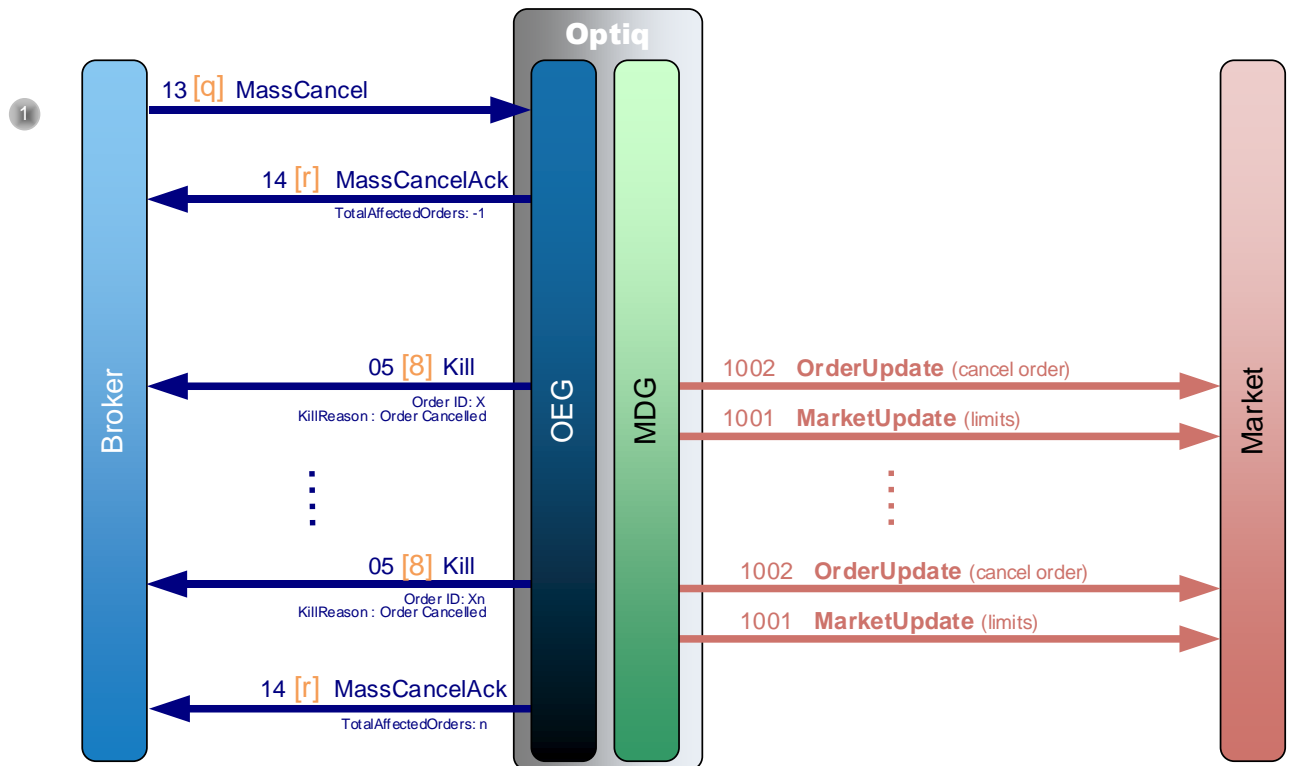 Optiq
13 [q] MassCancel
1
14 [r] MassCancelAck
TotalAffectedOrders: -1
Broker
OEG
MDG
Market
05 [8] Kill
Order ID: X
KillReason : Order Cancelled
1002 OrderUpdate (cancel order)
1001 MarketUpdate (limits)
05 [8] Kill
Order ID: Xn
KillReason : Order Cancelled
1002 OrderUpdate (cancel order)
1001 MarketUpdate (limits)
14 [r] MassCancelAck
TotalAffectedOrders: n